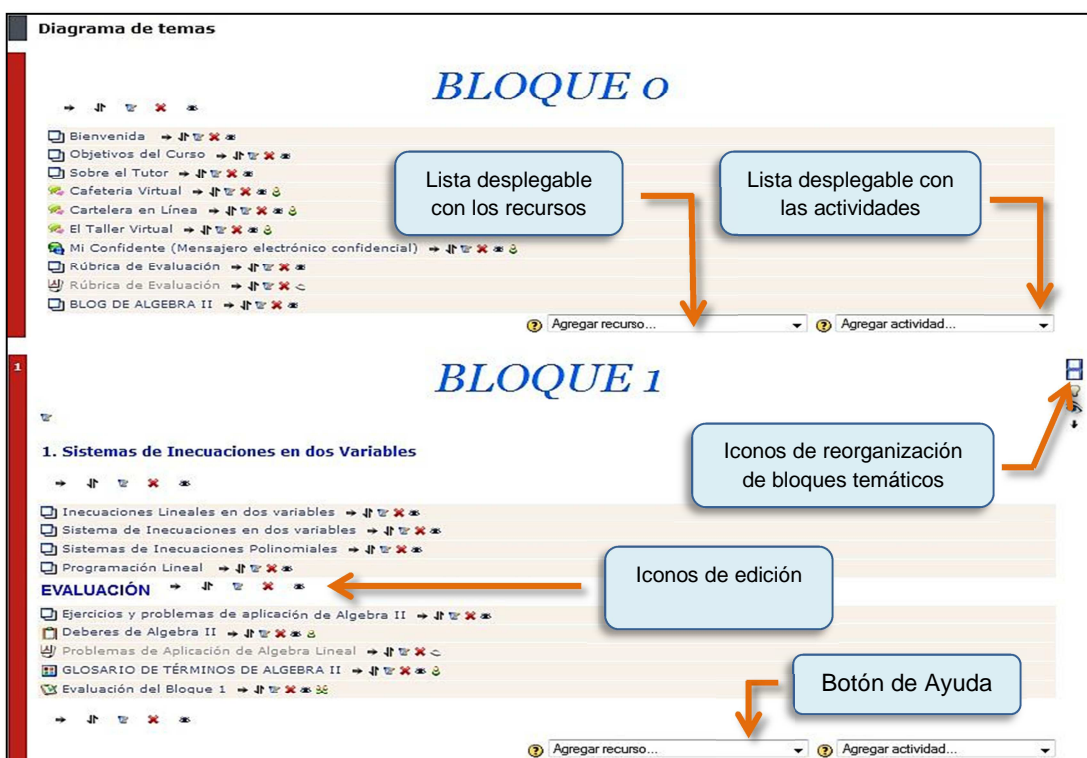 Diagrama de temas
BLOQUE 0
Bienvenida
Objetivos del Curso
Sobre el Tutor
Cafeteria Virtual
Cartelera en Línea
El Taller Virtual
Mi Confidente (Mensajero electrónico confidencial)
Rúbrica de Evaluación
Rúbrica de Evaluación
BLOG DE ALGEBRA II
Lista desplegable
con los recursos
Lista desplegable con
las actividades
? Agregar recurso... ? Agregar actividad...
1
BLOQUE 1
1. Sistemas de Inecuaciones en dos Variables
Iconos de reorganización
de bloques temáticos
Inecuaciones Lineales en dos variables
Sistema de Inecuaciones en dos variables
Sistemas de Inecuaciones Polinomiales
Programación Lineal
EVALUACIÓN
Iconos de edición
Ejercicios y problemas de aplicación de Algebra II
Deberes de Algebra II
Problemas de Aplicación de Algebra Lineal
GLOSARIO DE TÉRMINOS DE ALGEBRA II
Evaluación del Bloque 1
Botón de Ayuda
? Agregar recurso... ? Agregar actividad...